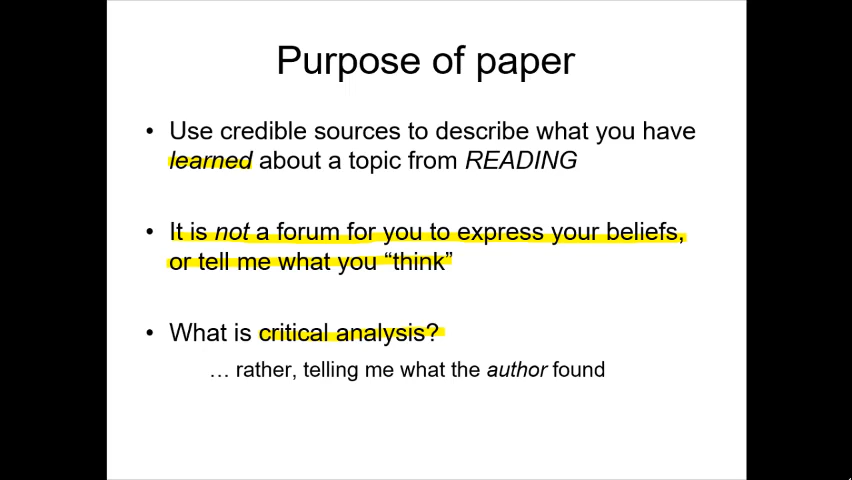 Purpose of paper
• Use credible sources to describe what you have
learned about a topic from READING
• It is not a forum for you to express your beliefs,
or tell me what you “think”
• What is critical analysis?
… rather, telling me what the author found